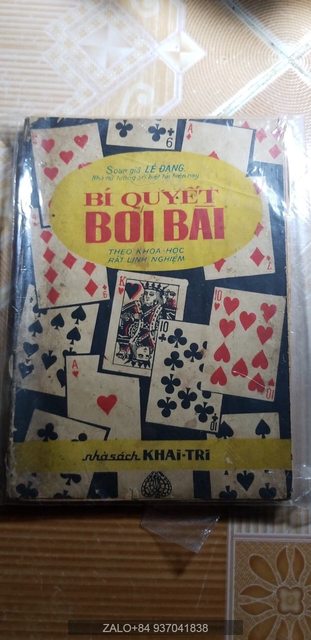 Soạn giả LÊ ĐANG
BÍ QUYẾT
BÓI BÀI
THEO KHOA-HỌC
RẤT LINH NGHIỆM
nhà sách KHAI-TRÍ
ZALO+84 937041838